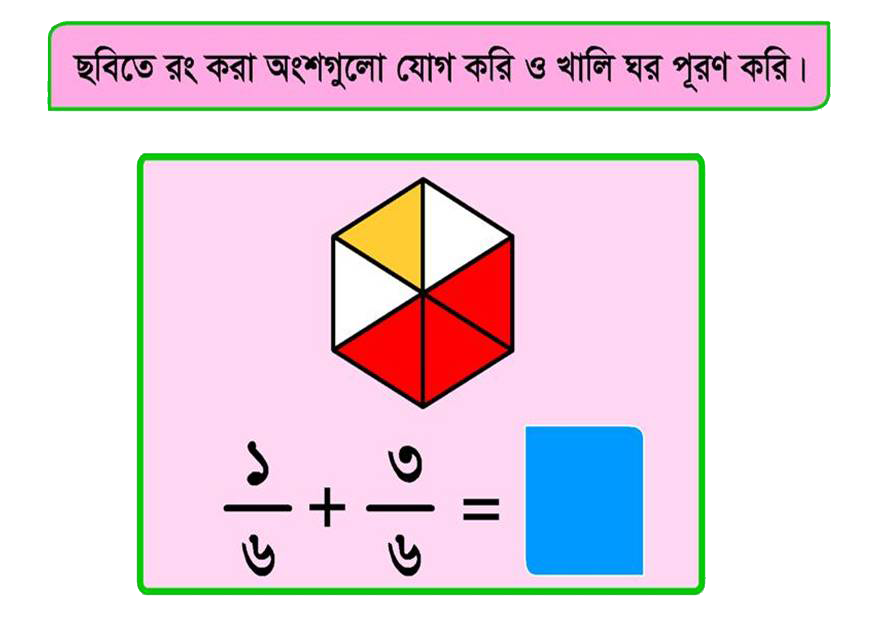 ছবিতে রং করা অংশগুলো যোগ করি ও খালি ঘর পূরণ করি।
১/৬ + ৩/৬ =